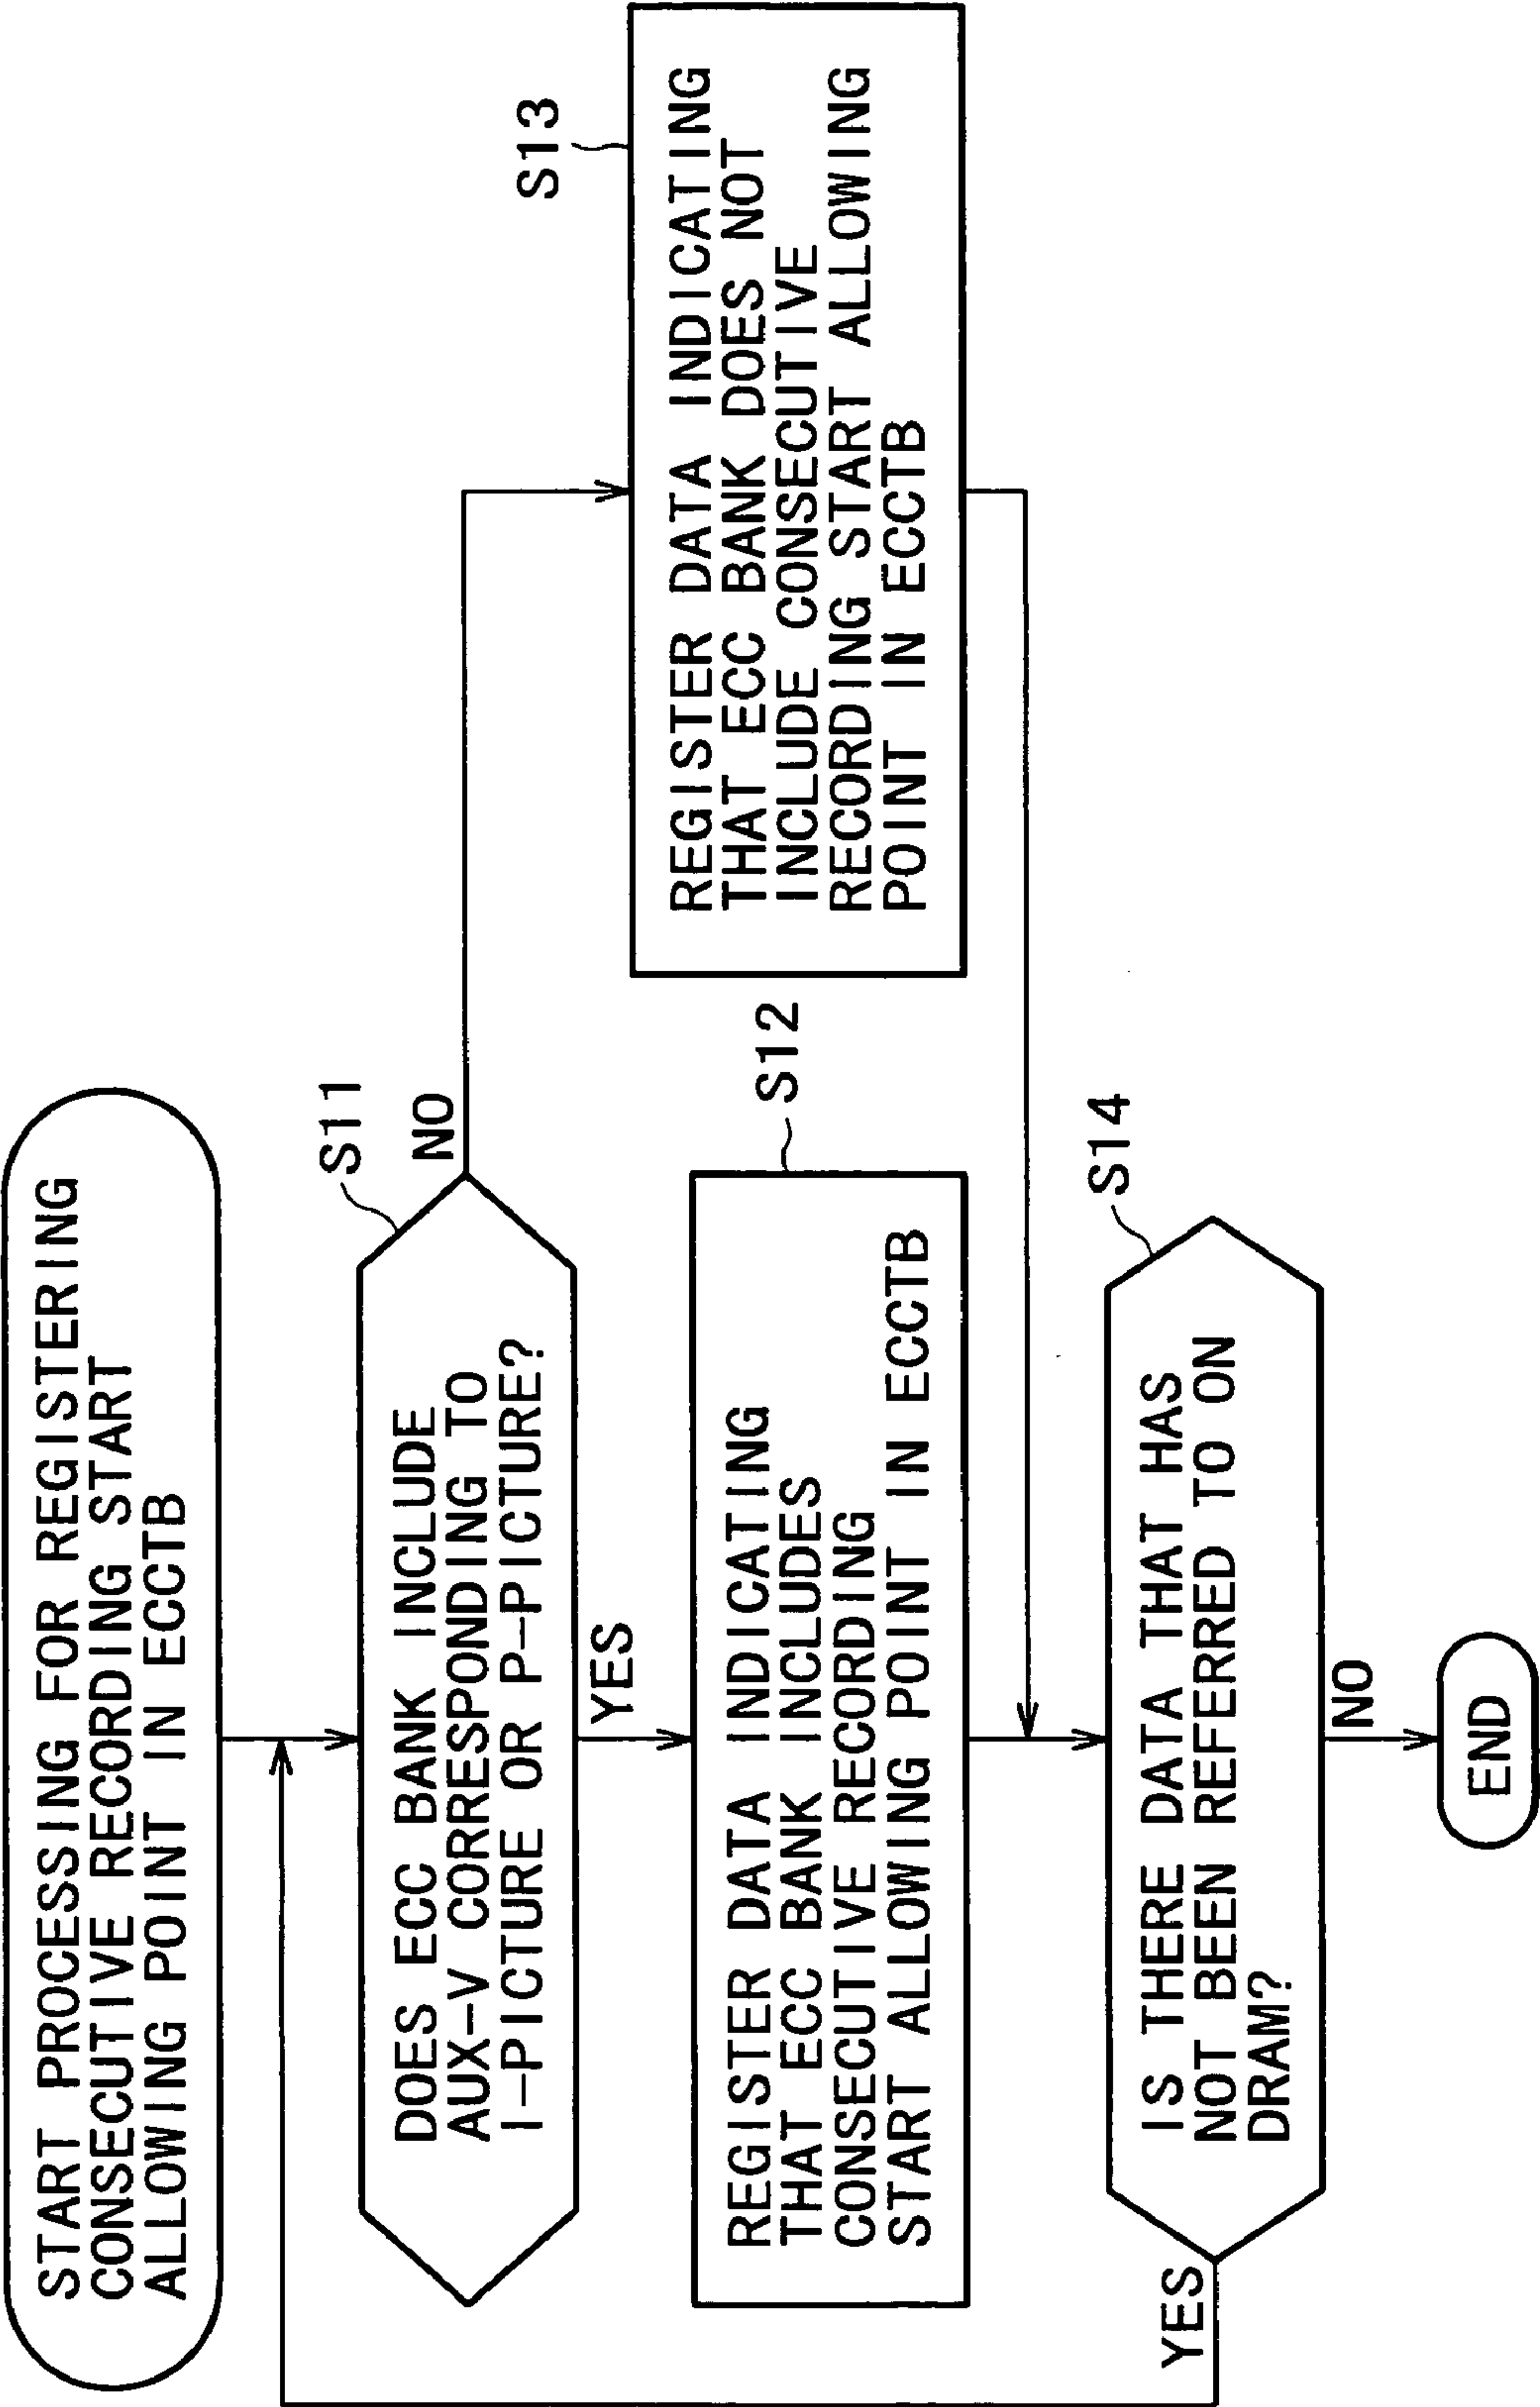 START PROCESSING FOR REGISTERING
CONSECUTIVE RECORDING START
ALLOWING POINT IN ECCTB
S11
DOES ECC BANK INCLUDE
AUX-V CORRESPONDING TO
I-PICTURE OR P-PICTURE?
NO
YES
S12
REGISTER DATA INDICATING
THAT ECC BANK INCLUDES
CONSECUTIVE RECORDING
START ALLOWING POINT IN ECCTB
S13
REGISTER DATA INDICATING
THAT ECC BANK DOES NOT
INCLUDE CONSECUTIVE
RECORDING START ALLOWING
POINT IN ECCTB
S14
IS THERE DATA THAT HAS
NOT BEEN REFERRED TO ON
DRAM?
YES
NO
END